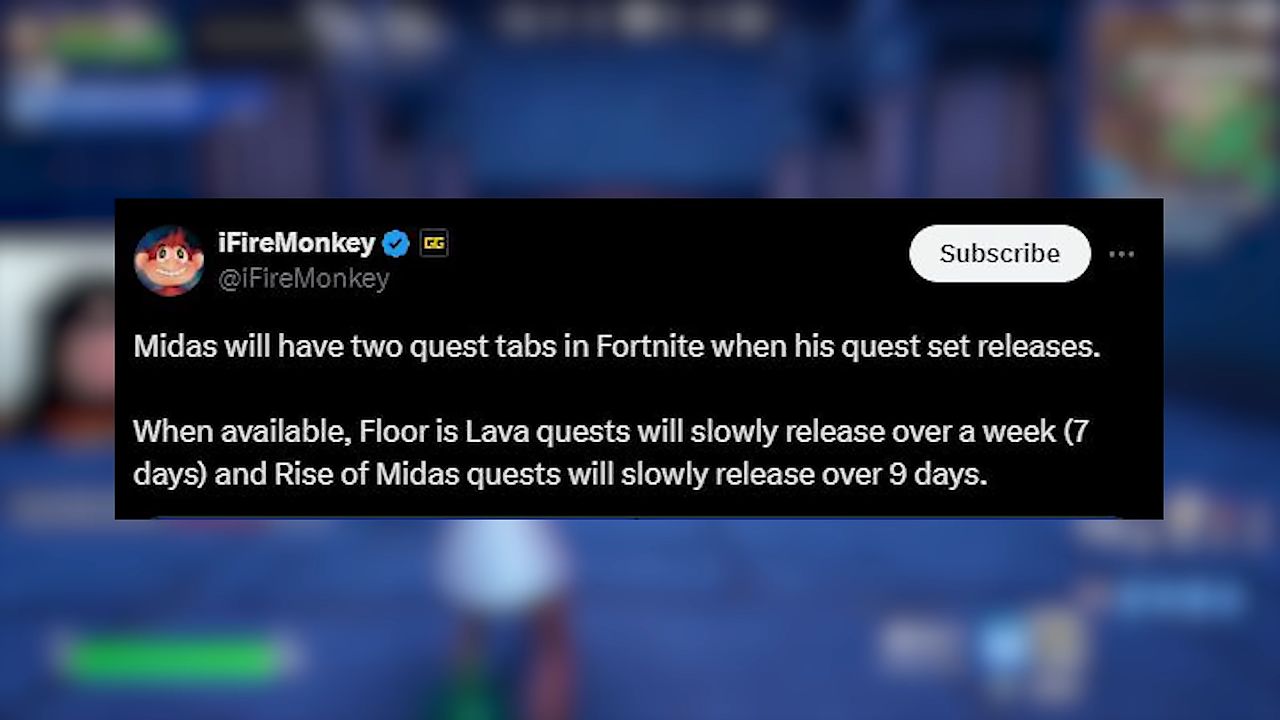 iFireMonkey GG
@iFireMonkey
Subscribe
Midas will have two quest tabs in Fortnite when his quest set releases.
When available, Floor is Lava quests will slowly release over a week (7
days) and Rise of Midas quests will slowly release over 9 days.